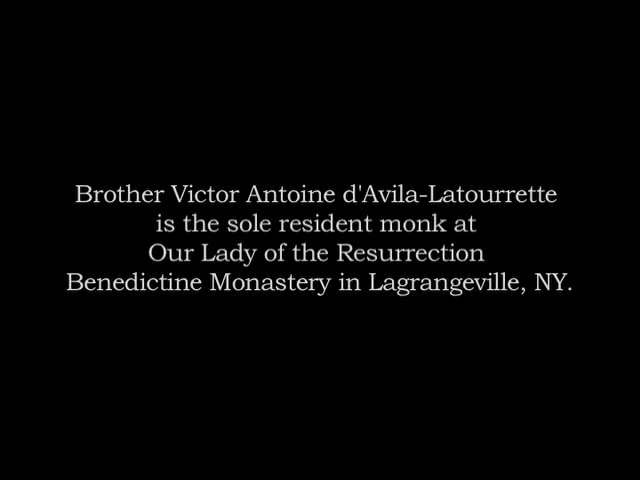 Brother Victor Antoine d'Avila-Latourrette
is the sole resident monk at
Our Lady of the Resurrection
Benedictine Monastery in Lagrangeville, NY.